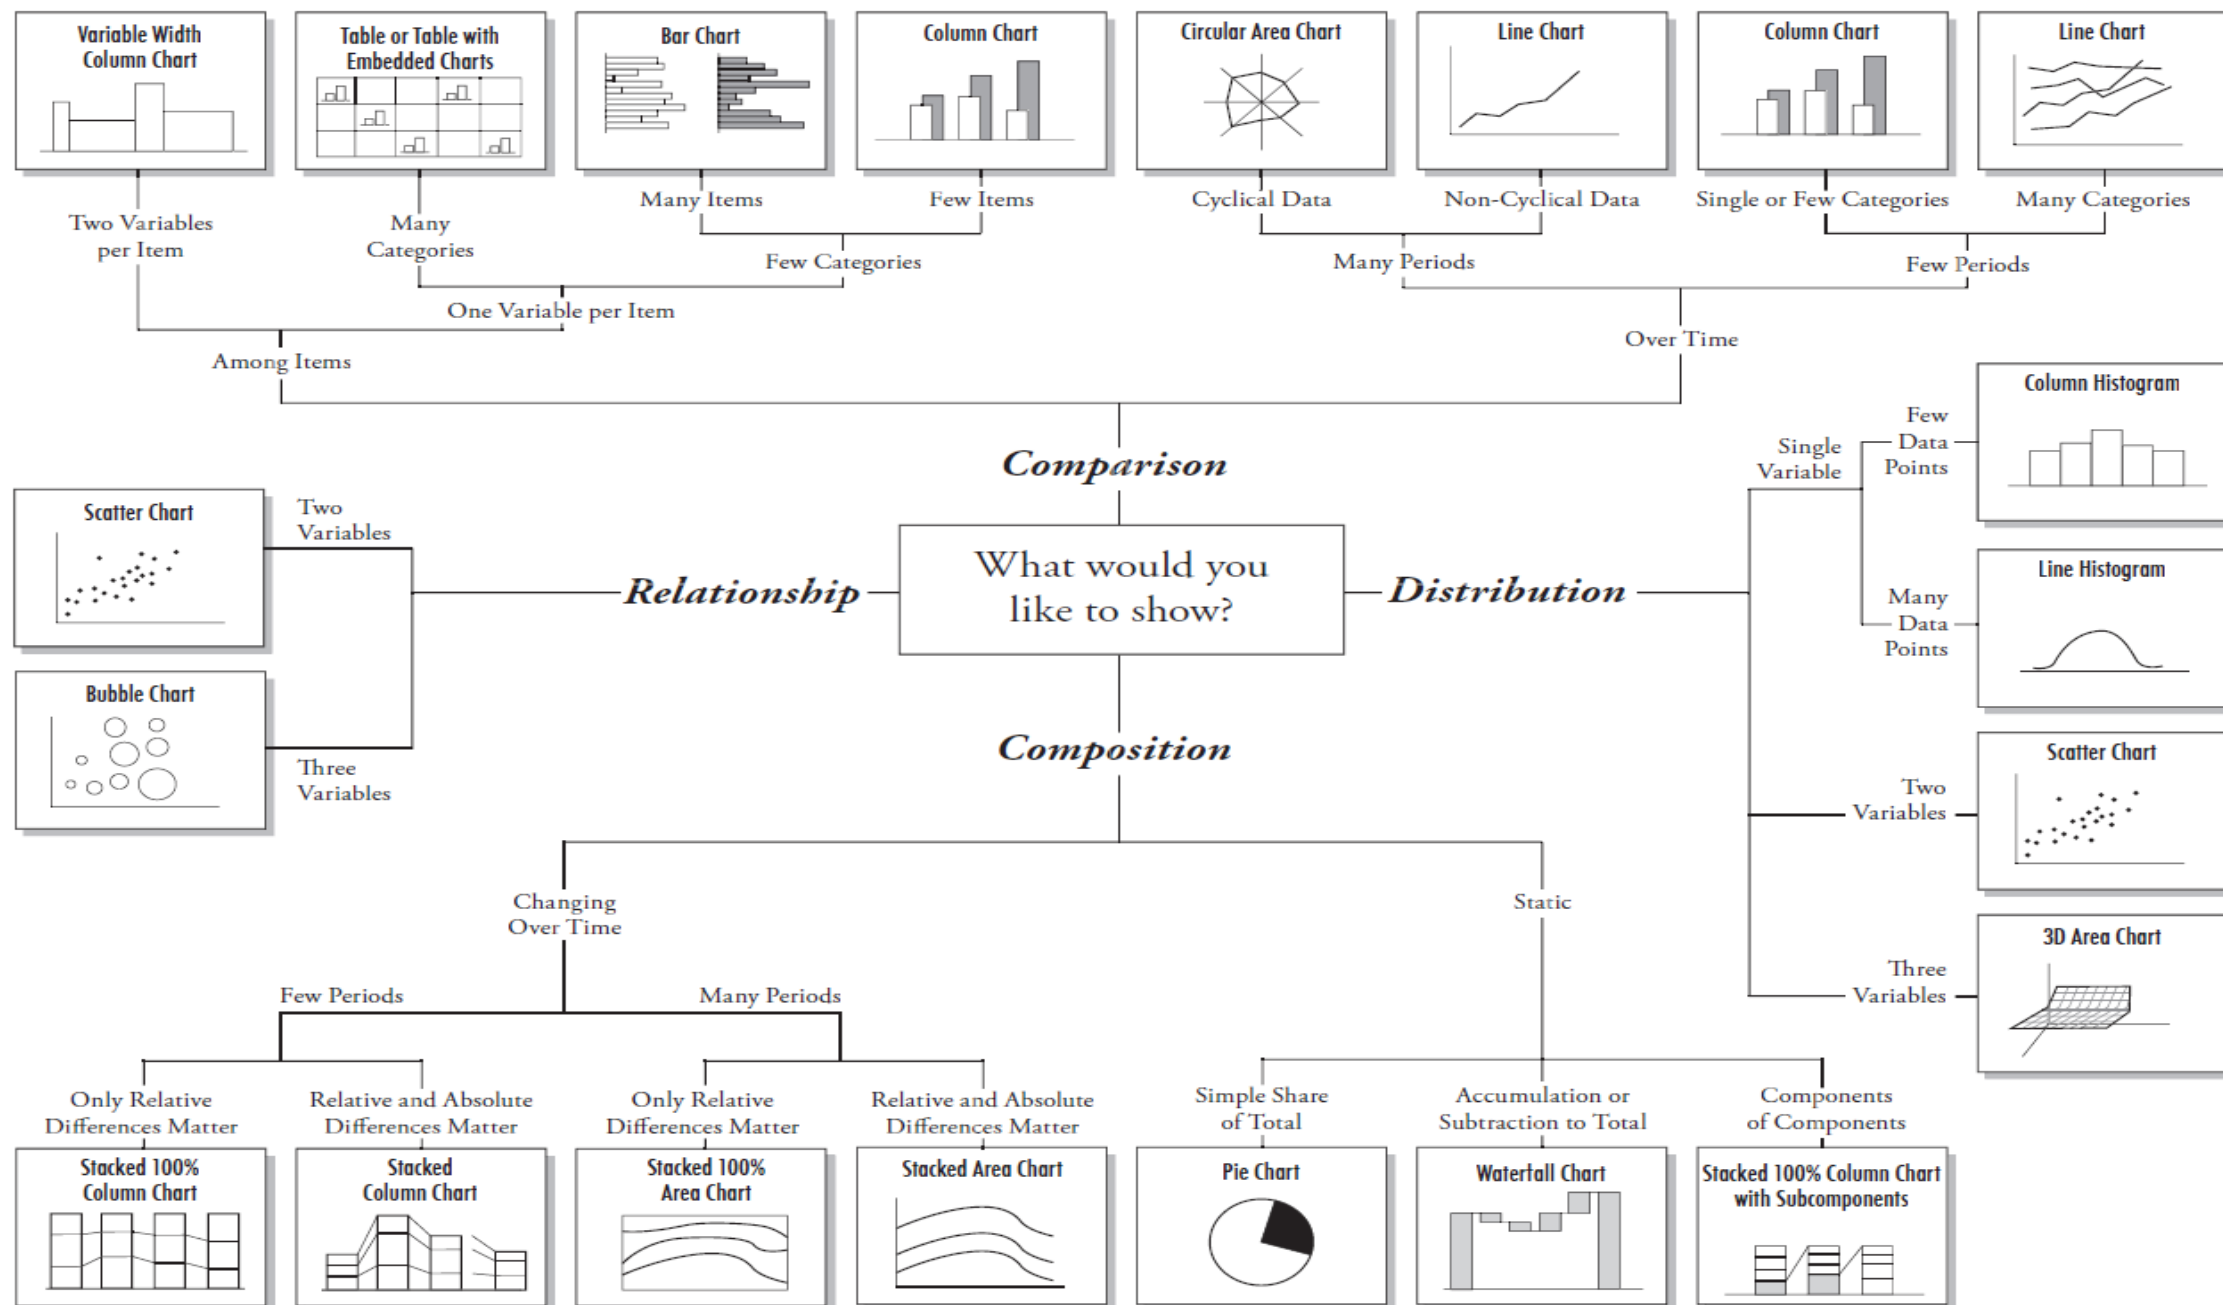 Variable Width
Column Chart
Table or Table with
Embedded Charts
Bar Chart
Column Chart
Circular Area Chart
Line Chart
Column Chart
Line Chart
Two Variables
per Item
Many
Categories
Many Items
Few Items
Cyclical Data
Non-Cyclical Data
Single or Few Categories
Many Categories
Few Categories
Many Periods
Few Periods
One Variable per Item
Among Items
Over Time
Comparison
What would you
like to show?
Relationship
Two
Variables
Scatter Chart
Three
Variables
Bubble Chart
Distribution
Single
Variable
Few
Data
Points
Column Histogram
Many
Data
Points
Line Histogram
Two
Variables
Scatter Chart
Three
Variables
3D Area Chart
Composition
Changing
Over Time
Static
Few Periods
Many Periods
Only Relative
Differences Matter
Relative and Absolute
Differences Matter
Only Relative
Differences Matter
Relative and Absolute
Differences Matter
Simple Share
of Total
Accumulation or
Subtraction to Total
Components
of Components
Stacked 100%
Column Chart
Stacked
Column Chart
Stacked 100%
Area Chart
Stacked Area Chart
Pie Chart
Waterfall Chart
Stacked 100% Column Chart
with Subcomponents